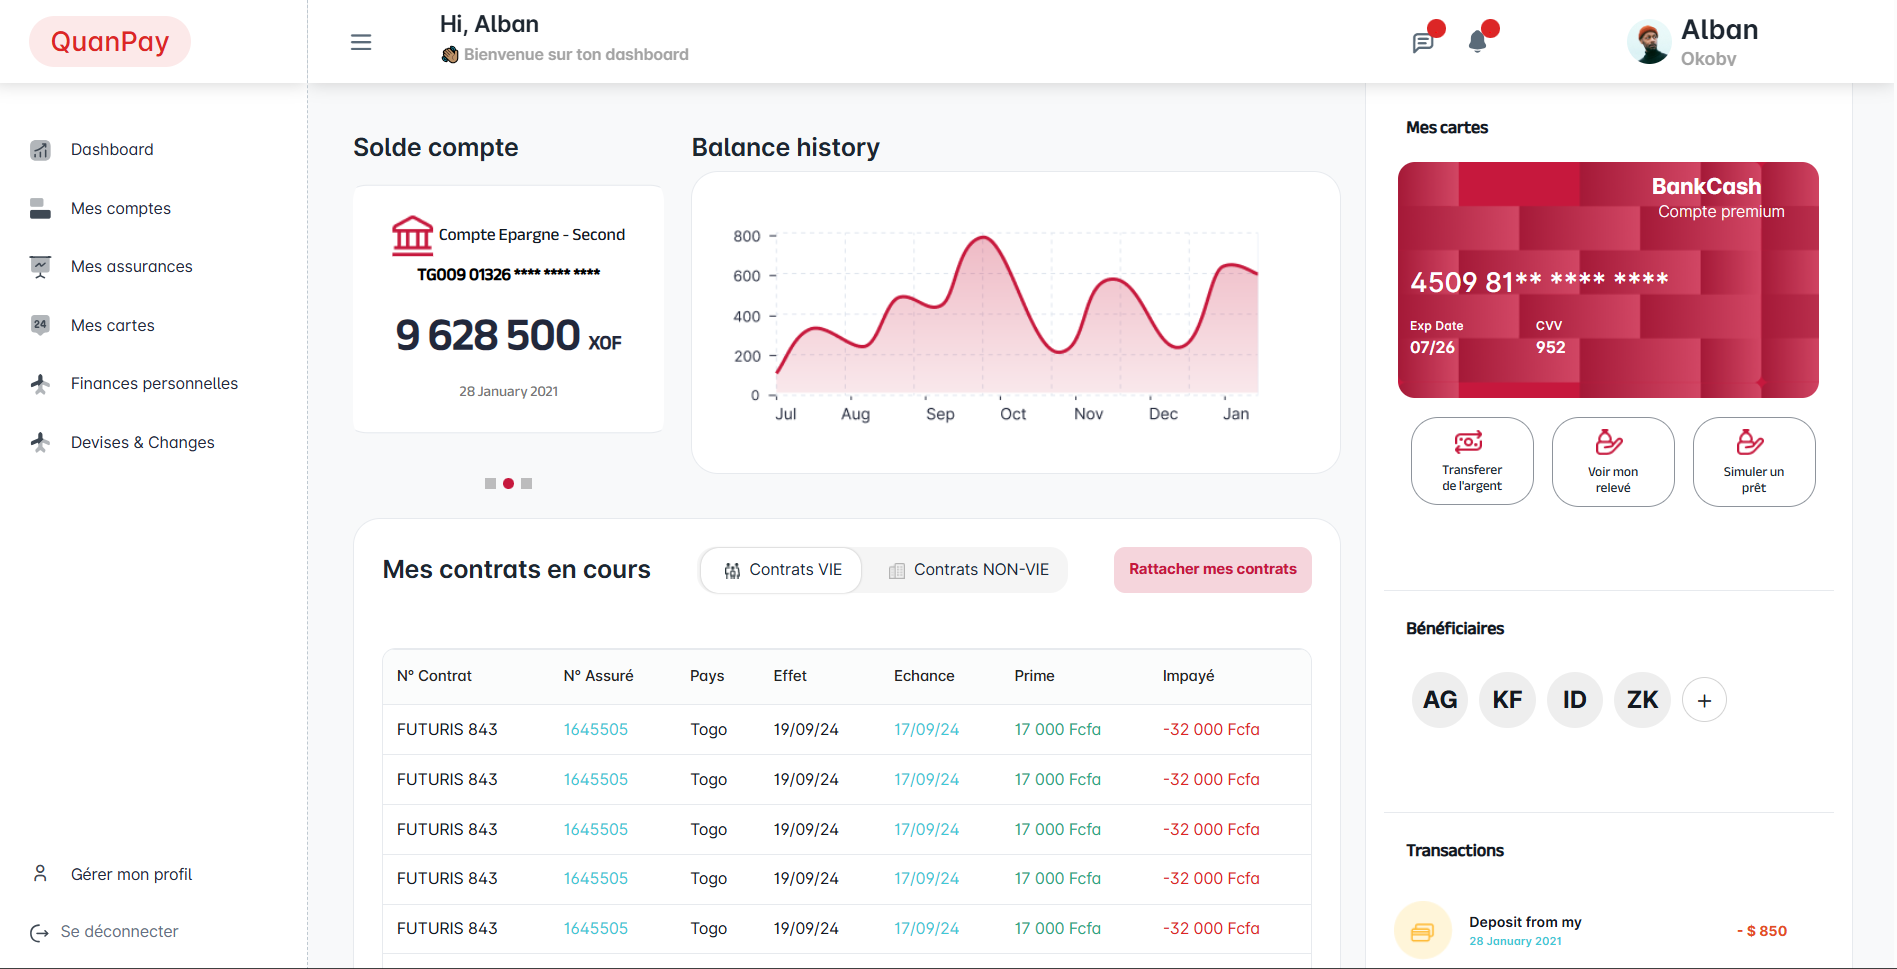 QuanPay
Hi, Alban
Bienvenue sur ton dashboard
Alban
Okoby
Dashboard
Mes comptes
Mes assurances
24
Mes cartes
Finances personnelles
Devises & Changes
Gérer mon profil
Se déconnecter
Solde compte
Compte Epargne - Second
TG009 01326 **** **** ****
9 628 500 XOF
28 January 2021
Balance history
800
600
400
200
0
Jul Aug Sep Oct Nov Dec Jan
Mes contrats en cours
Contrats VIE
Contrats NON-VIE
Rattacher mes contrats
N° Contrat N° Assuré Pays Effet Echance Prime Impayé
FUTURIS 843 1645505 Togo 19/09/24 17/09/24 17 000 Fcfa -32 000 Fcfa
FUTURIS 843 1645505 Togo 19/09/24 17/09/24 17 000 Fcfa -32 000 Fcfa
FUTURIS 843 1645505 Togo 19/09/24 17/09/24 17 000 Fcfa -32 000 Fcfa
FUTURIS 843 1645505 Togo 19/09/24 17/09/24 17 000 Fcfa -32 000 Fcfa
FUTURIS 843 1645505 Togo 19/09/24 17/09/24 17 000 Fcfa -32 000 Fcfa
Mes cartes
BankCash
Compte premium
4509 81** **** ****
Exp Date CVV
07/26 952
Transferer
de l'argent
Voir mon
relevé
Simuler un
prêt
Bénéficiaires
AG KF ID ZK +
Transactions
Deposit from my
28 January 2021
- $ 850